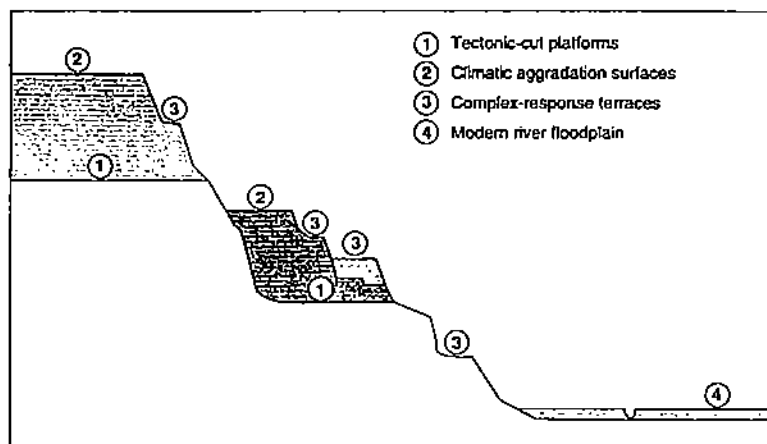 ① Tectonic-cut platforms
② Climatic aggradation surfaces
③ Complex-response terraces
④ Modern river floodplain
②
③
①
②
③
③
①
③
④